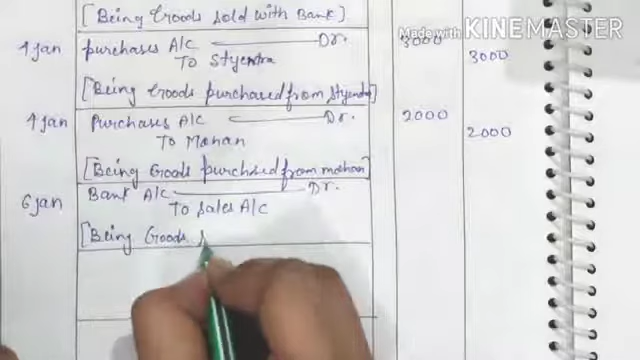 [Being Goods sold with Bank]
Made with KINEMASTER
4 Jan purchases A/c Dr. 3000
To Styendra 3000
[Being Goods purchased from Styendra]
4 Jan Purchases A/c Dr. 2000
To Mohan 2000
[Being Goods purchased from mohan]
6 Jan Bank A/c Dr.
To Sales A/c
[Being Goods s